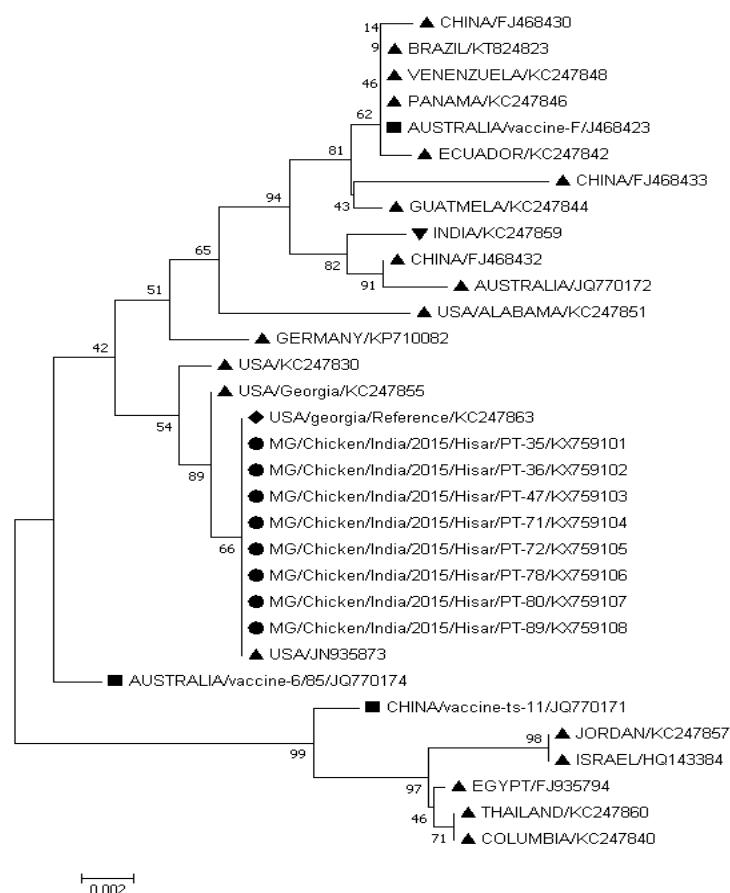 CHINA/FJ468430
14
9
BRAZIL/KT824823
VENENZUELA/KC247848
46
PANAMA/KC247846
62
AUSTRALIA/vaccine-F/J468423
81
ECUADOR/KC247842
CHINA/FJ468433
94
43
GUATMELA/KC247844
INDIA/KC247859
65
82
CHINA/FJ468432
91
AUSTRALIA/JQ770172
51
USA/ALABAMA/KC247851
GERMANY/KP710082
42
USA/KC247830
USA/Georgia/KC247855
54
USA/georgia/Reference/KC247863
MG/Chicken/India/2015/Hisar/PT-35/KX759101
89
MG/Chicken/India/2015/Hisar/PT-36/KX759102
MG/Chicken/India/2015/Hisar/PT-47/KX759103
MG/Chicken/India/2015/Hisar/PT-71/KX759104
66
MG/Chicken/India/2015/Hisar/PT-72/KX759105
MG/Chicken/India/2015/Hisar/PT-78/KX759106
MG/Chicken/India/2015/Hisar/PT-80/KX759107
MG/Chicken/India/2015/Hisar/PT-89/KX759108
USA/JN935873
AUSTRALIA/vaccine-6/85/JQ770174
CHINA/vaccine-ts-11/JQ770171
99
98
JORDAN/KC247857
ISRAEL/HQ143384
97
EGYPT/FJ935794
46
THAILAND/KC247860
71
COLUMBIA/KC247840
0.002